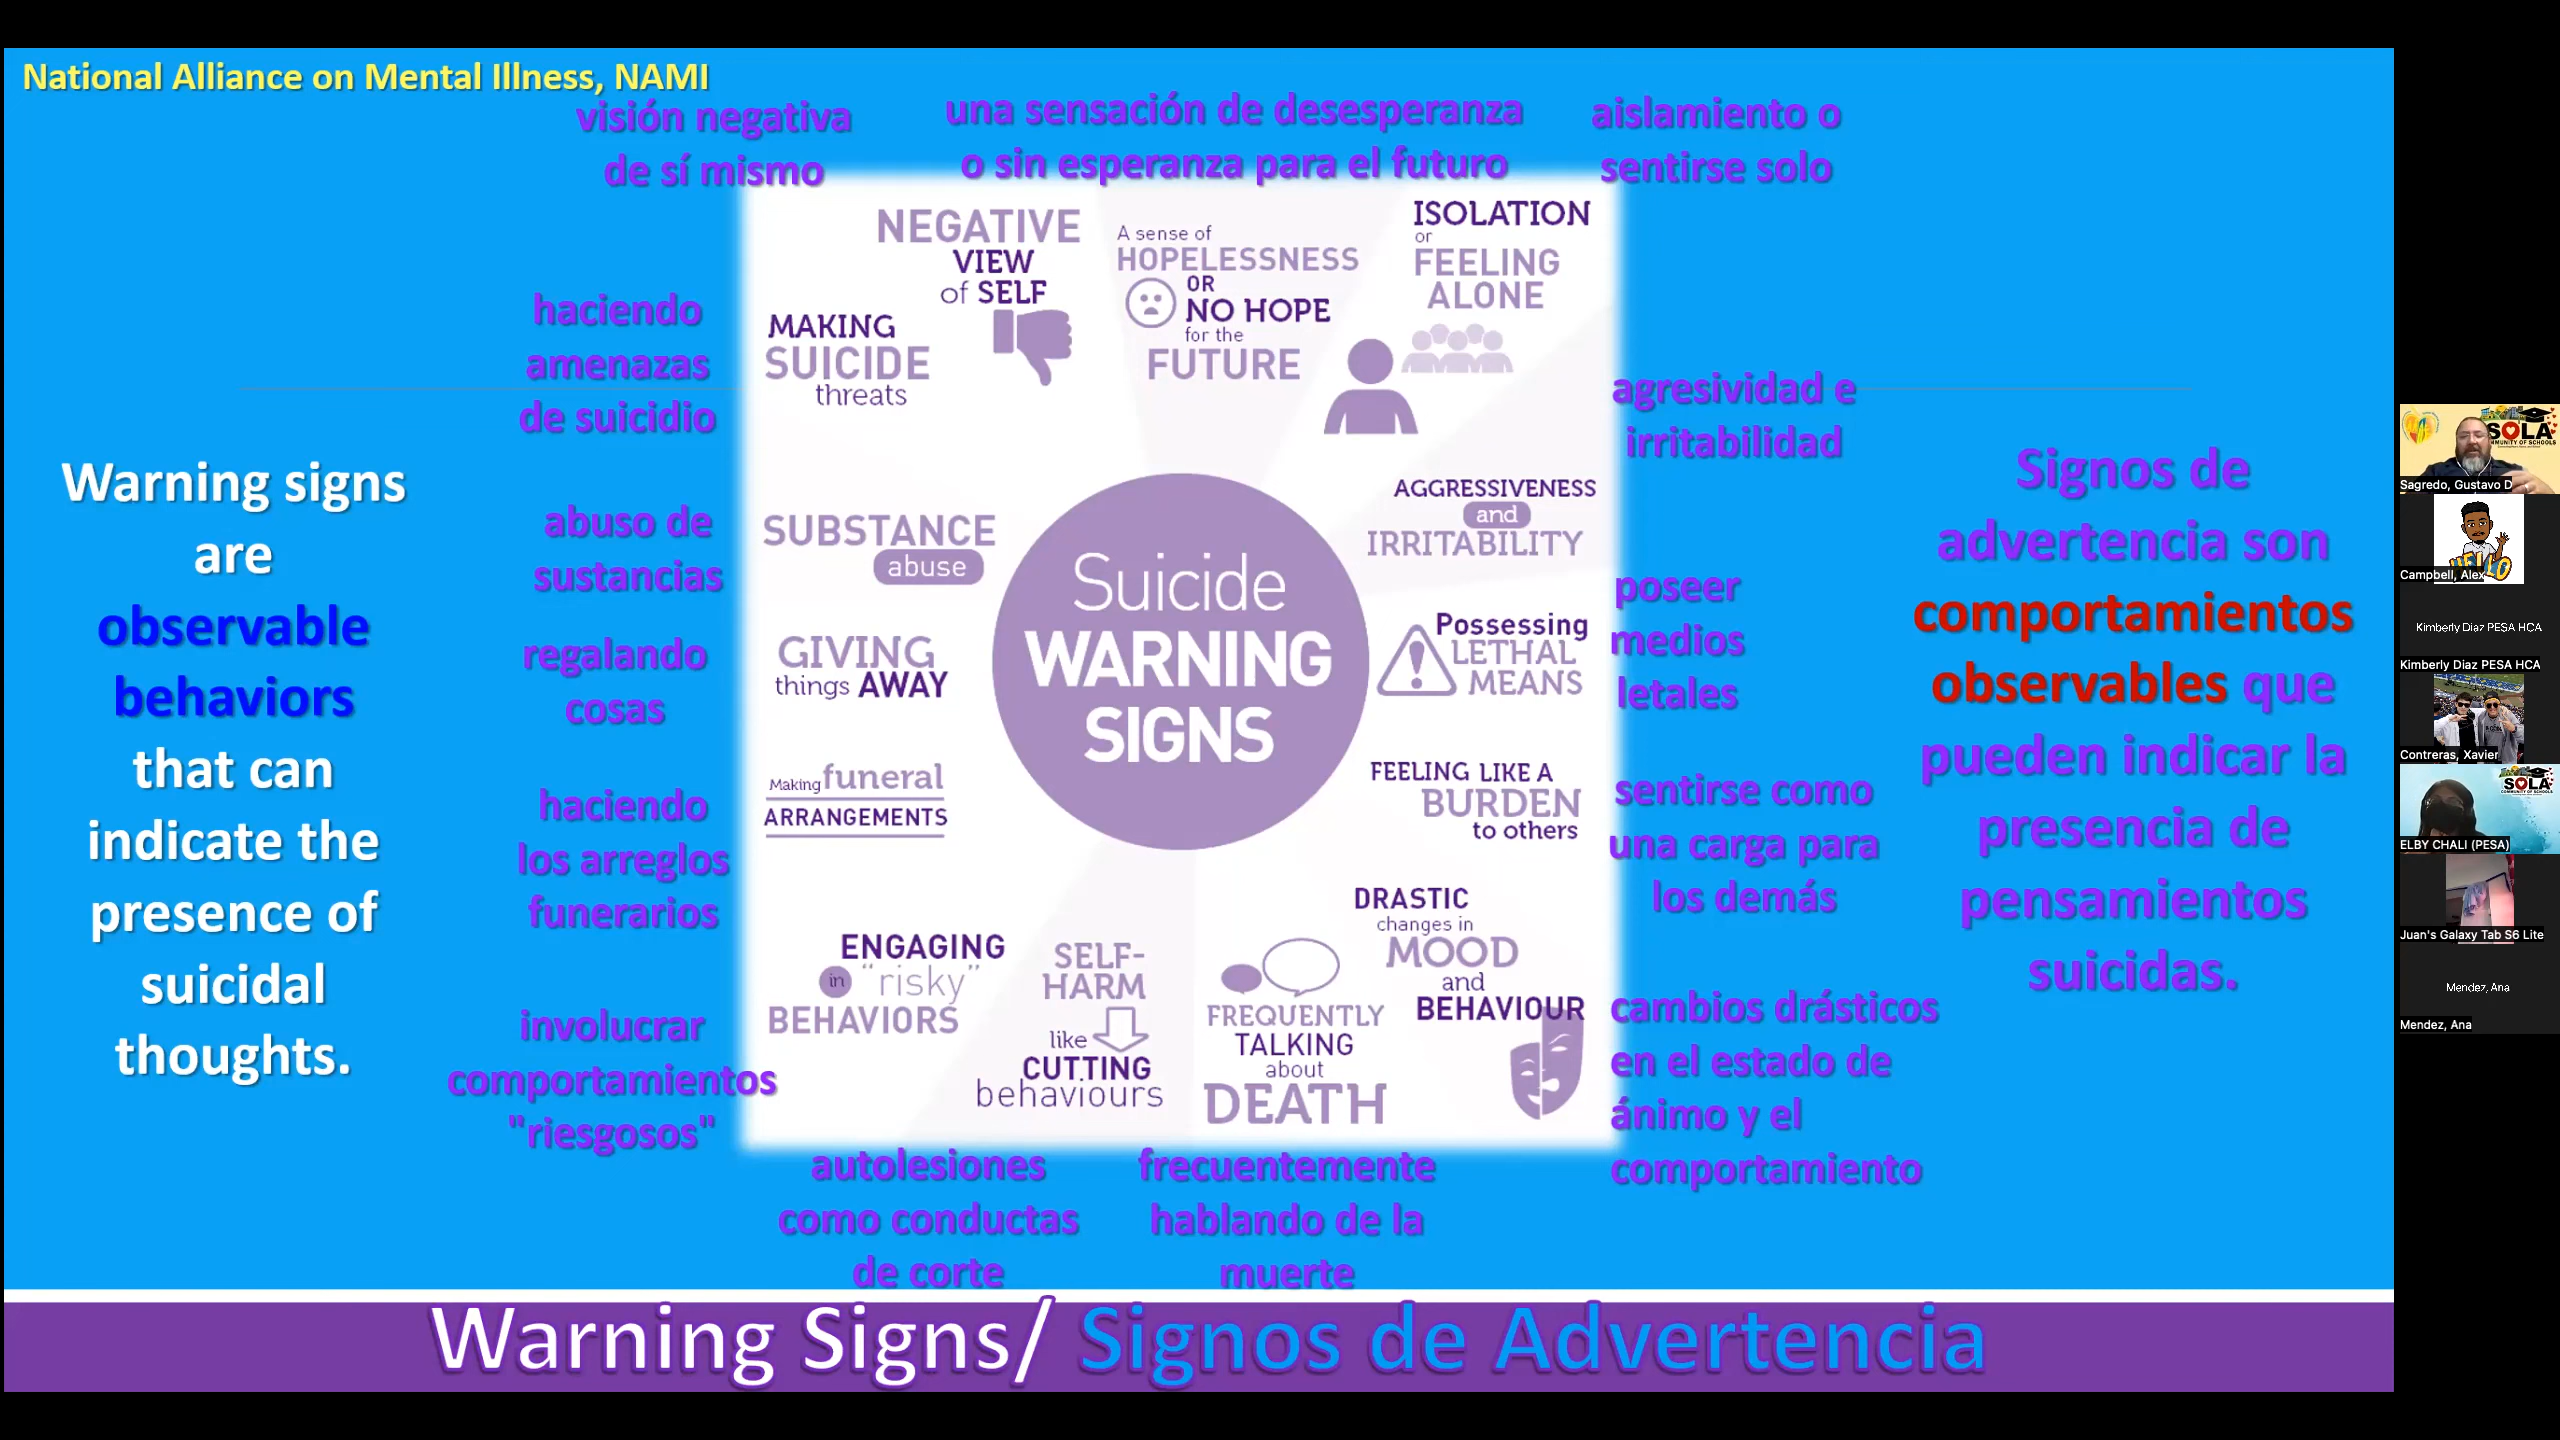 National Alliance on Mental Illness, NAMI
visión negativa
de sí mismo
una sensación de desesperanza
o sin esperanza para el futuro
aislamiento o
sentirse solo
haciendo
amenazas
de suicidio
abuso de
sustancias
regalando
cosas
haciendo
los arreglos
funerarios
involucrar
comportamientos
"riesgosos"
autolesiones
como conductas
de corte
frecuentemente
hablando de la
muerte
agresividad e
irritabilidad
poseer
medios
letales
sentirse como
una carga para
los demás
cambios drásticos
en el estado de
ánimo y el
comportamiento
Warning signs
are
observable
behaviors
that can
indicate the
presence of
suicidal
thoughts.
NEGATIVE
VIEW
of SELF
A sense of
HOPELESSNESS
OR
NO HOPE
for the
FUTURE
ISOLATION
or
FEELING
ALONE
MAKING
SUICIDE
threats
SUBSTANCE
abuse
GIVING
things AWAY
Making funeral
ARRANGEMENTS
ENGAGING
in "risky"
BEHAVIORS
SELF-
HARM
like
CUTTING
behaviours
FREQUENTLY
TALKING
about
DEATH
DRASTIC
changes in
MOOD
and
BEHAVIOUR
FEELING LIKE A
BURDEN
to others
Possessing
LETHAL
MEANS
AGGRESSIVENESS
and
IRRITABILITY
Suicide
WARNING
SIGNS
Signos de
advertencia son
comportamientos
observables que
pueden indicar la
presencia de
pensamientos
suicidas.
Warning Signs/ Signos de Advertencia
SOLA
COMMUNITY OF SCHOOLS
Sagredo, Gustavo D
HELLO
Campbell, Alex
Kimberly Diaz PESA HCA
Kimberly Diaz PESA HCA
Contreras, Xavier
SOLA
COMMUNITY OF SCHOOLS
ELBY CHALI (PESA)
Juan's Galaxy Tab S6 Lite
Mendez, Ana
Mendez, Ana